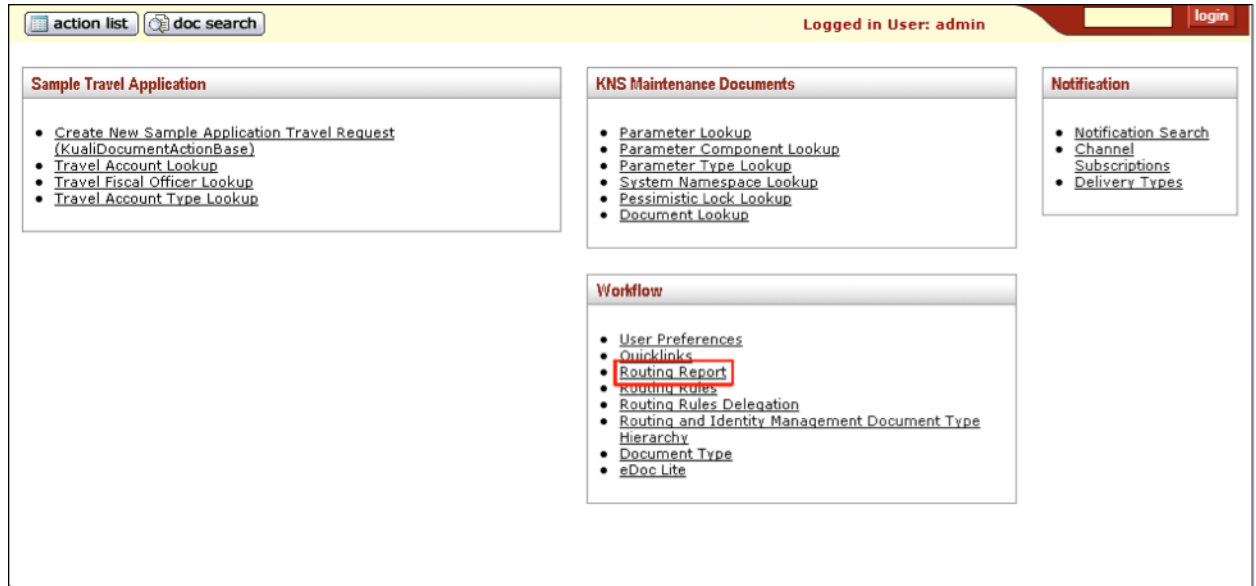 action list
doc search
Logged in User: admin
login
Sample Travel Application
Create New Sample Application Travel Request
(KualiDocumentActionBase)
Travel Account Lookup
Travel Fiscal Officer Lookup
Travel Account Type Lookup
KNS Maintenance Documents
Parameter Lookup
Parameter Component Lookup
Parameter Type Lookup
System Namespace Lookup
Pessimistic Lock Lookup
Document Lookup
Notification
Notification Search
Channel
Subscriptions
Delivery Types
Workflow
User Preferences
Quicklinks
Routing Report
Routing Rules
Routing Rules Delegation
Routing and Identity Management Document Type
Hierarchy
Document Type
eDoc Lite